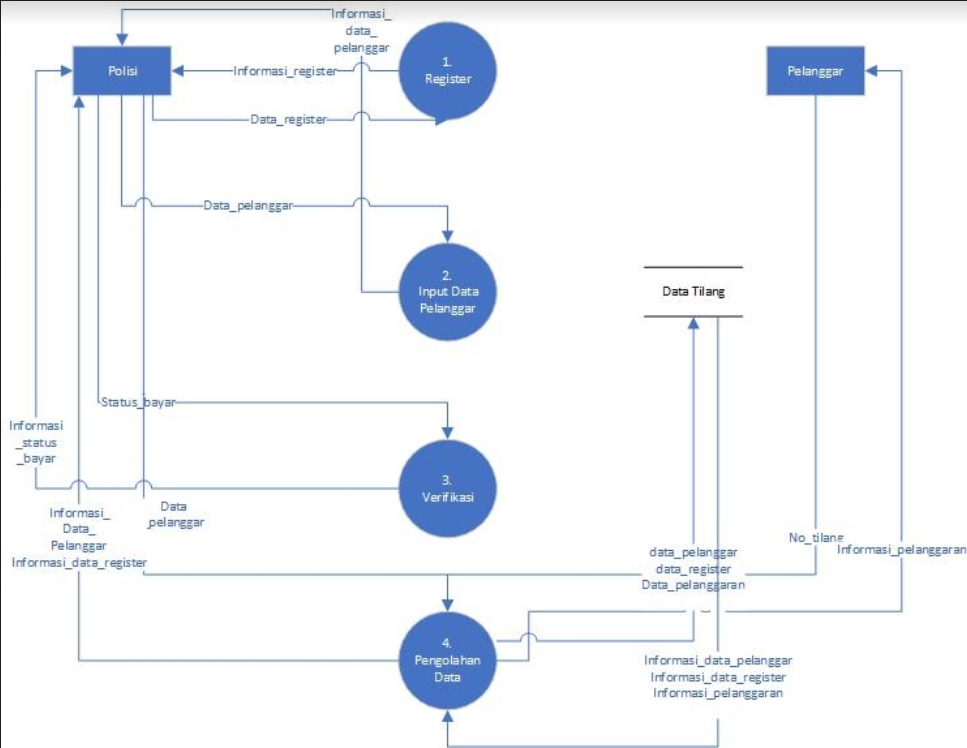 Informasi_
data_
pelanggar
Polisi
Informasi_register
1.
Register
Pelanggar
Data_register
Data_pelanggar
2.
Input Data
Pelanggar
Data Tilang
Status_bayar
Informasi
_status
_bayar
3.
Verifikasi
Data
_pelanggar
Informasi_
Data_
Pelanggar
Informasi_data_register
No_tilang
Informasi_pelanggaran
data_pelanggar
data_register
Data_pelanggaran
4.
Pengolahan
Data
Informasi_data_pelanggar
Informasi_data_register
Informasi_pelanggaran